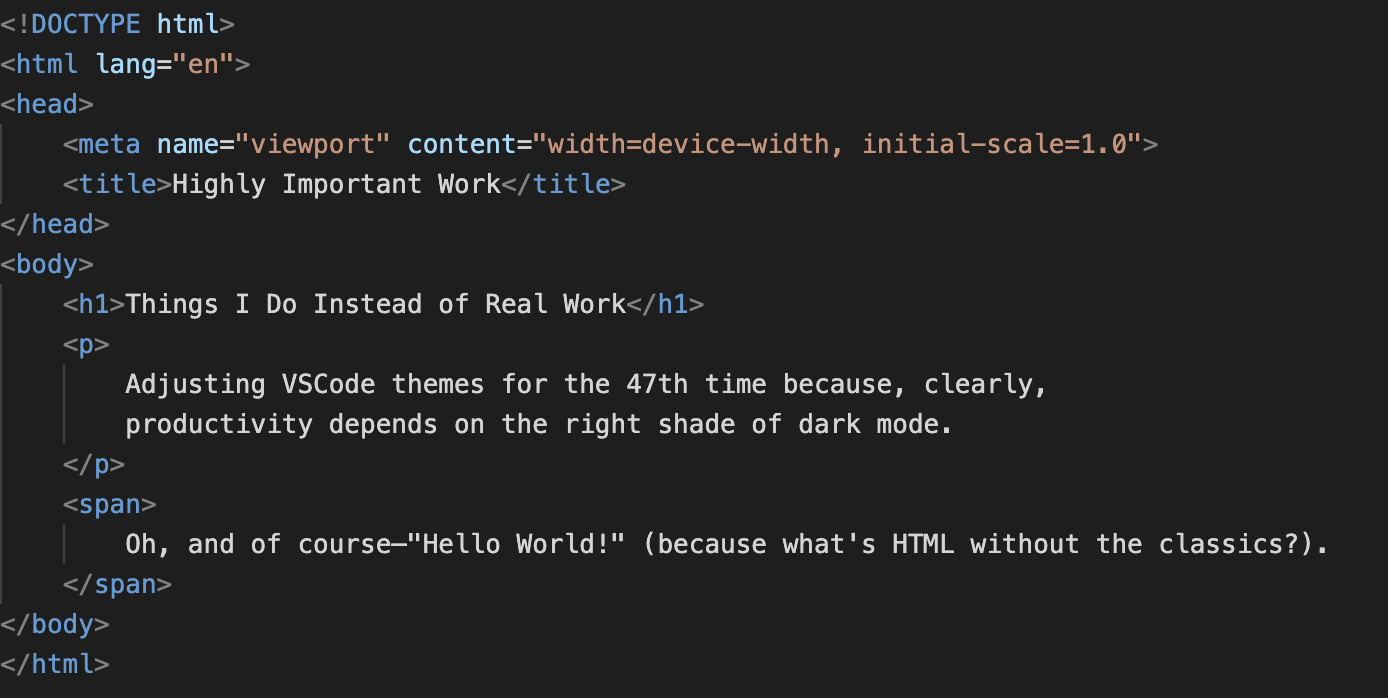 <!DOCTYPE html>
<html lang="en">
<head>
    <meta name="viewport" content="width=device-width, initial-scale=1.0">
    <title>Highly Important Work</title>
</head>
<body>
    <h1>Things I Do Instead of Real Work</h1>
    <p>
        Adjusting VSCode themes for the 47th time because, clearly,
        productivity depends on the right shade of dark mode.
    </p>
    <span>
        Oh, and of course—"Hello World!" (because what's HTML without the classics?).
    </span>
</body>
</html>